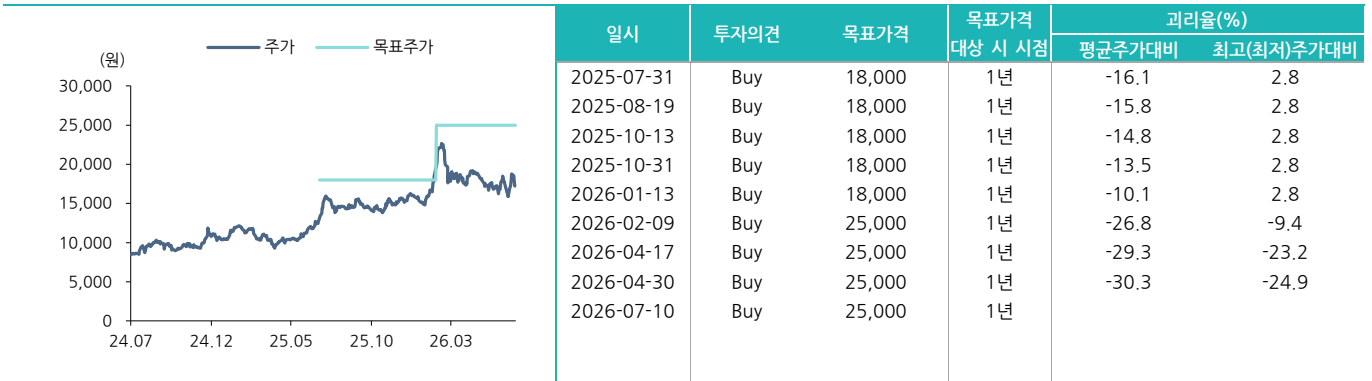 주가 목표주가
(원)
30,000
25,000
20,000
15,000
10,000
5,000
0
24.07 24.12 25.05 25.10 26.03
일시 투자의견 목표가격 목표가격 대상 시 시점 괴리율(%)
평균주가대비 최고(최저)주가대비
2025-07-31 Buy 18,000 1년 -16.1 2.8
2025-08-19 Buy 18,000 1년 -15.8 2.8
2025-10-13 Buy 18,000 1년 -14.8 2.8
2025-10-31 Buy 18,000 1년 -13.5 2.8
2026-01-13 Buy 18,000 1년 -10.1 2.8
2026-02-09 Buy 25,000 1년 -26.8 -9.4
2026-04-17 Buy 25,000 1년 -29.3 -23.2
2026-04-30 Buy 25,000 1년 -30.3 -24.9
2026-07-10 Buy 25,000 1년